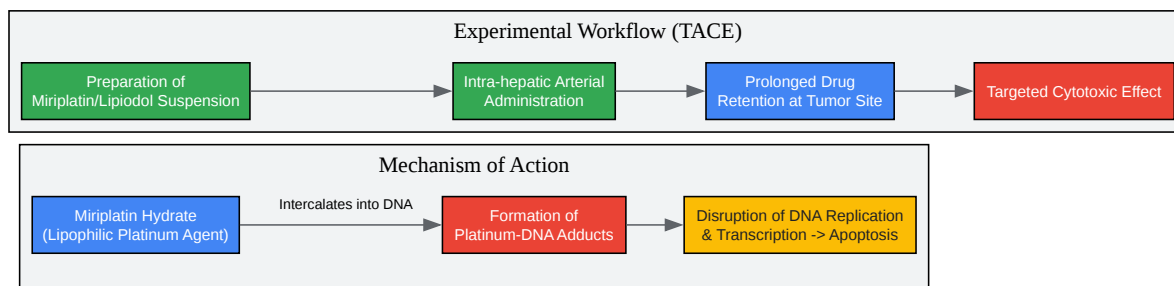 Experimental Workflow (TACE)
Preparation of
Miriplatin/Lipiodol Suspension
Intra-hepatic Arterial
Administration
Prolonged Drug
Retention at Tumor Site
Targeted Cytotoxic Effect
Mechanism of Action
Miriplatin Hydrate
(Lipophilic Platinum Agent)
Intercalates into DNA
Formation of
Platinum-DNA Adducts
Disruption of DNA Replication
& Transcription -> Apoptosis